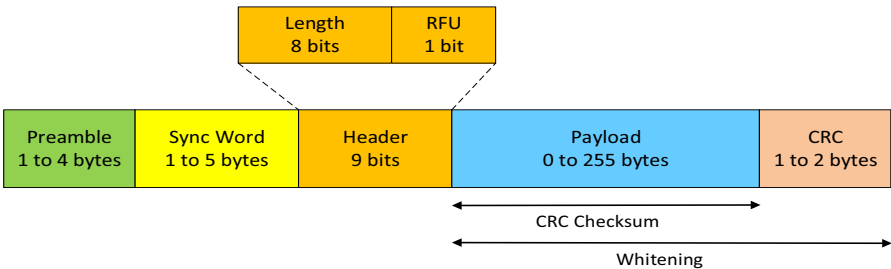 Length
8 bits
RFU
1 bit
Preamble
1 to 4 bytes
Sync Word
1 to 5 bytes
Header
9 bits
Payload
0 to 255 bytes
CRC
1 to 2 bytes
CRC Checksum
Whitening